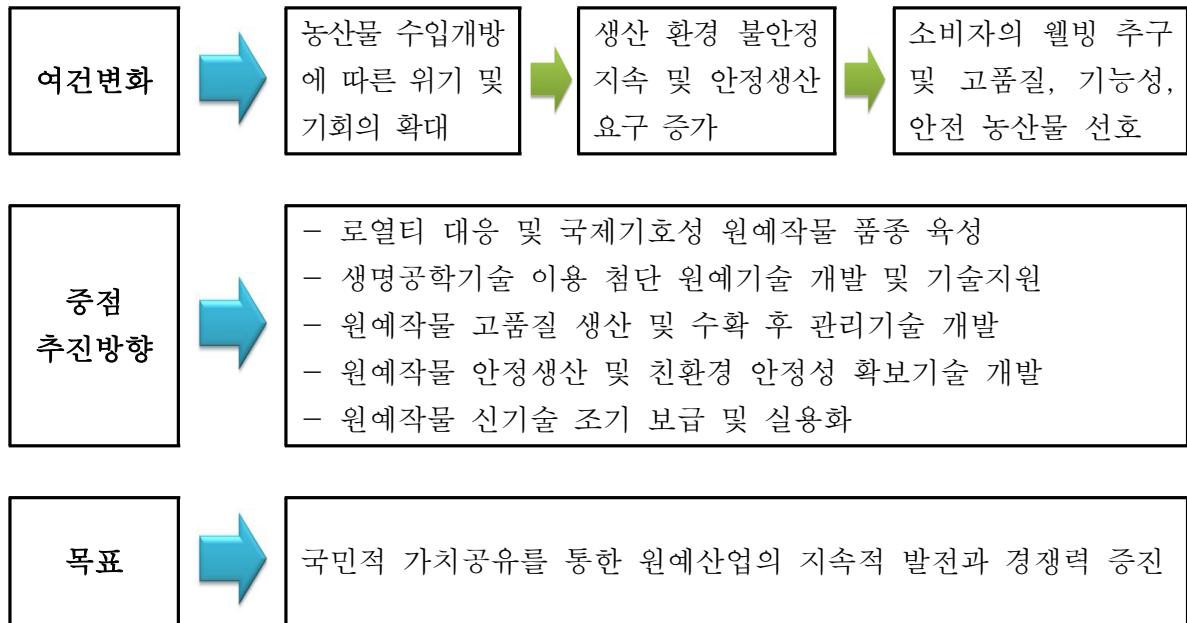 여건변화
농산물 수입개방
에 따른 위기 및
기회의 확대
생산 환경 불안정
지속 및 안정생산
요구 증가
소비자의 웰빙 추구
및 고품질, 기능성,
안전 농산물 선호
중점
추진방향
- 로열티 대응 및 국제기호성 원예작물 품종 육성
- 생명공학기술 이용 첨단 원예기술 개발 및 기술지원
- 원예작물 고품질 생산 및 수확 후 관리기술 개발
- 원예작물 안정생산 및 친환경 안정성 확보기술 개발
- 원예작물 신기술 조기 보급 및 실용화
목표
국민적 가치공유를 통한 원예산업의 지속적 발전과 경쟁력 증진